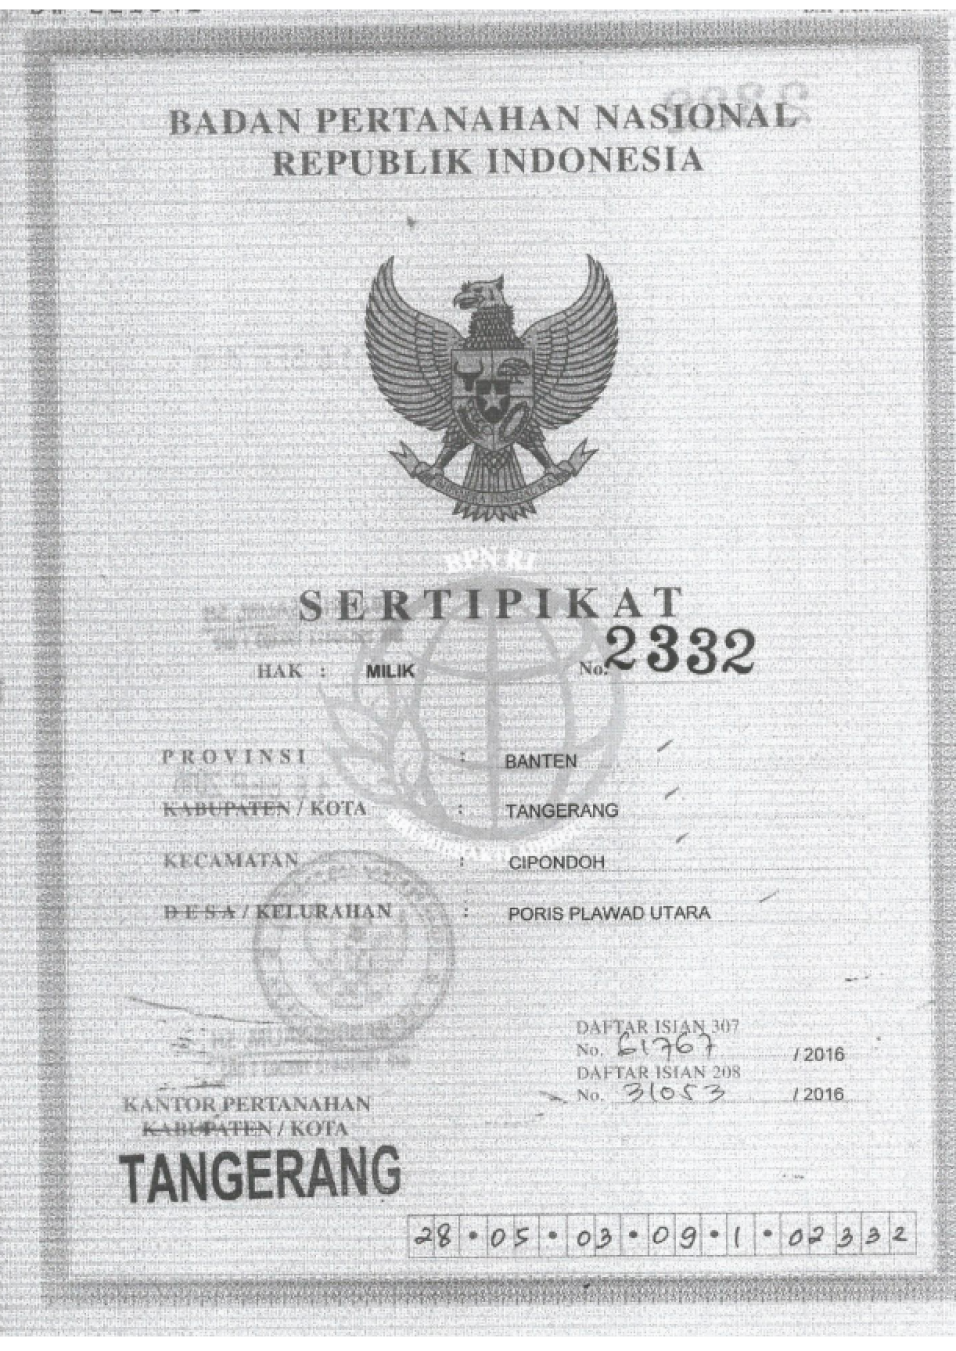 BADAN PERTANAHAN NASIONAL
REPUBLIK INDONESIA
BPN RI
SERTIPIKAT
HAK : MILIK No. 2332
PROVINSI : BANTEN
KABUPATEN / KOTA : TANGERANG
KECAMATAN : CIPONDOH
DESA / KELURAHAN : PORIS PLAWAD UTARA
DAFTAR ISIAN 307
No. 61767 / 2016
DAFTAR ISIAN 208
No. 31053 / 2016
KANTOR PERTANAHAN
KABUPATEN / KOTA
TANGERANG
28.05.03.09.1.02332